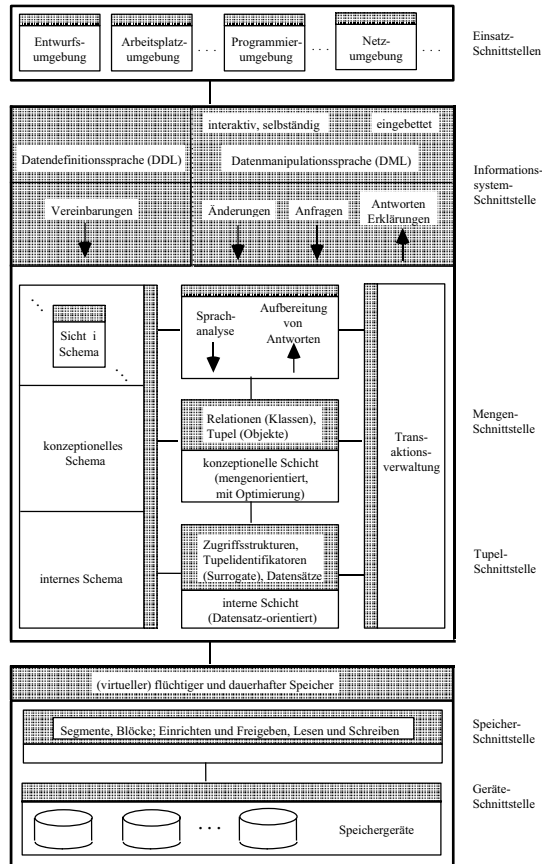 Entwurfs-
umgebung
Arbeitsplatz-
umgebung
. . .
Programmier-
umgebung
. . .
Netz-
umgebung
. . .
Einsatz-
Schnittstellen
interaktiv, selbständig
eingebettet
Datendefinitionssprache (DDL)
Datenmanipulationssprache (DML)
Informations-
system-
Schnittstelle
Vereinbarungen
Änderungen
Anfragen
Antworten
Erklärungen
Sicht i
Schema
Sprach-
analyse
Aufbereitung
von
Antworten
konzeptionelles
Schema
Relationen (Klassen),
Tupel (Objekte)
konzeptionelle Schicht
(mengenorientiert,
mit Optimierung)
Trans-
aktions-
verwaltung
Mengen-
Schnittstelle
internes Schema
Zugriffsstrukturen,
Tupelidentifikatoren
(Surrogate), Datensätze
interne Schicht
(Datensatz-orientiert)
Tupel-
Schnittstelle
(virtueller) flüchtiger und dauerhafter Speicher
Segmente, Blöcke; Einrichten und Freigeben, Lesen und Schreiben
Speicher-
Schnittstelle
. . .
Speichergeräte
Geräte-
Schnittstelle